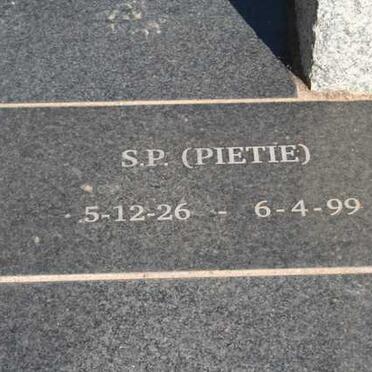 S.P. (PIETIE)
5-12-26 - 6-4-99